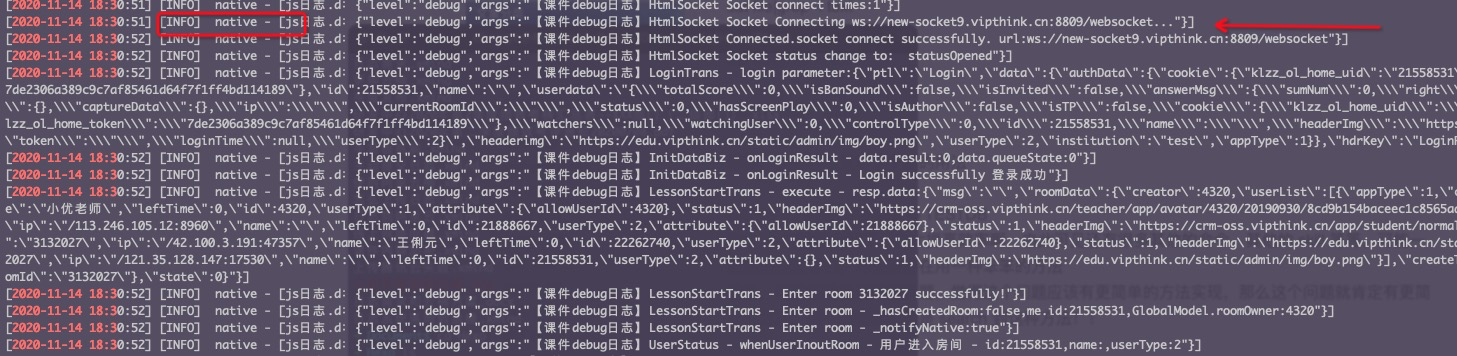 [2020-11-14 18:30:51] [INFO]  native - [js日志.d: {"level":"debug","args":"【课件debug日志】HtmlSocket Socket connect times:1"}]
[2020-11-14 18:30:51] [INFO]  native - [js日志.d: {"level":"debug","args":"【课件debug日志】HtmlSocket Socket Connecting ws://new-socket9.vipthink.cn:8809/websocket..."}]
[2020-11-14 18:30:52] [INFO]  native - [js日志.d: {"level":"debug","args":"【课件debug日志】HtmlSocket Connected.socket connect successfully. url:ws://new-socket9.vipthink.cn:8809/websocket"}]
[2020-11-14 18:30:52] [INFO]  native - [js日志.d: {"level":"debug","args":"【课件debug日志】HtmlSocket Socket status change to:  statusOpened"}]
[2020-11-14 18:30:52] [INFO]  native - [js日志.d: {"level":"debug","args":"【课件debug日志】LoginTrans - login parameter:{\"ptl\":\"Login\",\"data\":{\"authData\":{\"cookie\":{\"klzz_ol_home_uid\":\"21558531\
7de2306a389c9c7af85461d64f7f1ff4bd114189\"},\"id\":21558531,\"name\":\"\",\"userdata\":\"{\\\"totalScore\\\":0,\\\"isBanSound\\\":false,\\\"isInvited\\\":false,\\\"answerMsg\\\":{\\\"sumNum\\\":0,\\\"right\\
\\":{},\\\"captureData\\\":{},\\\"ip\\\":\\\"\\\",\\\"currentRoomId\\\":\\\"\\\",\\\"status\\\":0,\\\"hasScreenPlay\\\":0,\\\"isAuthor\\\":false,\\\"isTP\\\":false,\\\"cookie\\\":{\\\"klzz_ol_home_uid\\\":\
lzz_ol_home_token\\\":\\\"7de2306a389c9c7af85461d64f7f1ff4bd114189\\\"},\\\"watchers\\\":null,\\\"watchingUser\\\":0,\\\"controlType\\\":0,\\\"id\\\":21558531,\\\"name\\\":\\\"\\\",\\\"headerImg\\\":\\\"https
\"token\\\":\\\"\\\",\\\"loginTime\\\":null,\\\"userType\\\":2}\",\"headerimg\":\"https://edu.vipthink.cn/static/admin/img/boy.png\",\"userType\":2,\"institution\":\"test\",\"appType\":1}},\"hdrKey\":\"LoginR
[2020-11-14 18:30:52] [INFO]  native - [js日志.d: {"level":"debug","args":"【课件debug日志】InitDataBiz - onLoginResult - data.result:0,data.queueState:0"}]
[2020-11-14 18:30:52] [INFO]  native - [js日志.d: {"level":"debug","args":"【课件debug日志】InitDataBiz - onLoginResult - Login successfully 登录成功"}]
[2020-11-14 18:30:52] [INFO]  native - [js日志.d: {"level":"debug","args":"【课件debug日志】LessonStartTrans - execute - resp.data:{\"msg\":\"\",\"roomData\":{\"creator\":4320,\"userList\":[{\"appType\":1,\"
e\":\"小优老师\",\"leftTime\":0,\"id\":4320,\"userType\":1,\"attribute\":{\"allowUserId\":4320},\"status\":1,\"headerImg\":\"https://crm-oss.vipthink.cn/teacher/app/avatar/4320/20190930/8cd9b154baceec1c8565ad
\"ip\":\"/113.246.105.12:8960\",\"name\":\"\",\"leftTime\":0,\"id\":21888667,\"userType\":2,\"attribute\":{\"allowUserId\":21888667},\"status\":1,\"headerImg\":\"https://crm-oss.vipthink.cn/app/student/normal
\":\"3132027\",\"ip\":\"/42.100.3.191:47357\",\"name\":\"王俐元\",\"leftTime\":0,\"id\":22262740,\"userType\":2,\"attribute\":{\"allowUserId\":22262740},\"status\":1,\"headerImg\":\"https://edu.vipthink.cn/sta
2027\",\"ip\":\"/121.35.128.147:17530\",\"name\":\"\",\"leftTime\":0,\"id\":21558531,\"userType\":2,\"attribute\":{},\"status\":1,\"headerImg\":\"https://edu.vipthink.cn/static/admin/img/boy.png\"}],\"createT
omId\":\"3132027\"},\"state\":0}"}]
[2020-11-14 18:30:52] [INFO]  native - [js日志.d: {"level":"debug","args":"【课件debug日志】LessonStartTrans - Enter room 3132027 successfully!"}]
[2020-11-14 18:30:52] [INFO]  native - [js日志.d: {"level":"debug","args":"【课件debug日志】LessonStartTrans - Enter room - _hasCreatedRoom:false,me.id:21558531,GlobalModel.roomOwner:4320"}]
[2020-11-14 18:30:52] [INFO]  native - [js日志.d: {"level":"debug","args":"【课件debug日志】LessonStartTrans - Enter room - _notifyNative:true"}]
[2020-11-14 18:30:52] [INFO]  native - [js日志.d: {"level":"debug","args":"【课件debug日志】UserStatus - whenUserInoutRoom - 用户进入房间 - id:21558531,name:,userType:2"}]